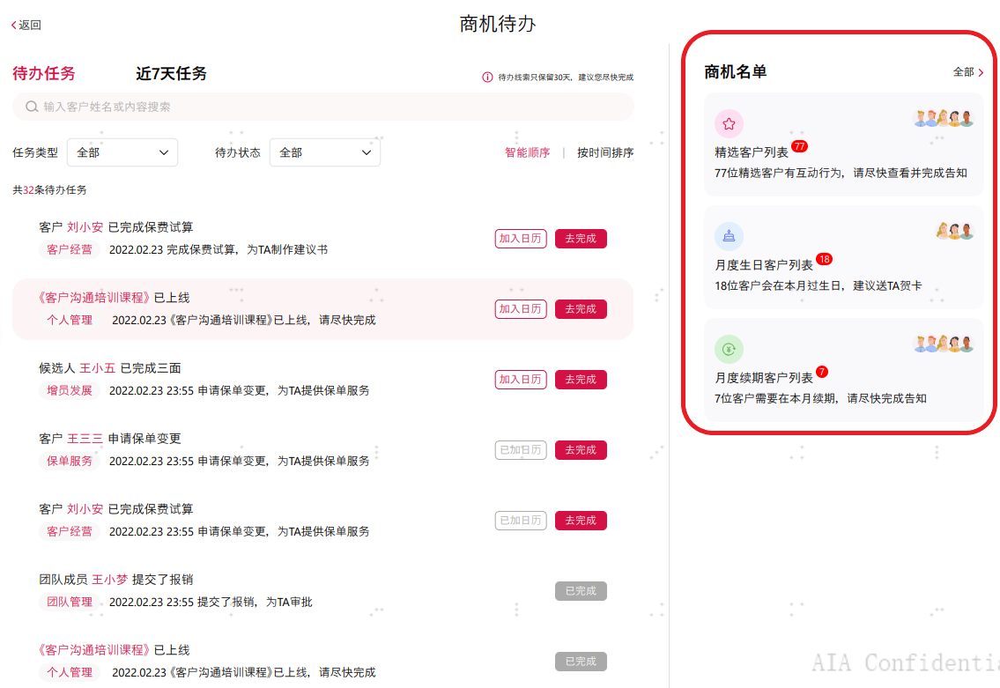 返回
商机待办
待办任务 近7天任务
待办线索只保留30天，建议您尽快完成
输入客户姓名或内容搜索
任务类型 全部 待办状态 全部 智能顺序 | 按时间排序
共32条待办任务
客户 刘小安 已完成保费试算
客户经营 2022.02.23 完成保费试算，为TA制作建议书
加入日历 去完成
《客户沟通培训课程》已上线
个人管理 2022.02.23《客户沟通培训课程》已上线，请尽快完成
加入日历 去完成
候选人 王小五 已完成三面
增员发展 2022.02.23 23:55 申请保单变更，为TA提供保单服务
加入日历 去完成
客户 王三三 申请保单变更
保单服务 2022.02.23 23:55 申请保单变更，为TA提供保单服务
已加日历 去完成
客户 刘小安 已完成保费试算
客户经营 2022.02.23 23:55 申请保单变更，为TA提供保单服务
已加日历 去完成
团队成员 王小梦 提交了报销
团队管理 2022.02.23 23:55 提交了报销，为TA审批
已完成
《客户沟通培训课程》已上线
个人管理 2022.02.23《客户沟通培训课程》已上线，请尽快完成
已完成
商机名单 全部
精选客户列表 77
77位精选客户有互动行为，请尽快查看并完成告知
月度生日客户列表 18
18位客户会在本月过生日，建议送TA贺卡
月度续期客户列表 7
7位客户需要在本月续期，请尽快完成告知
AIA Confidentia